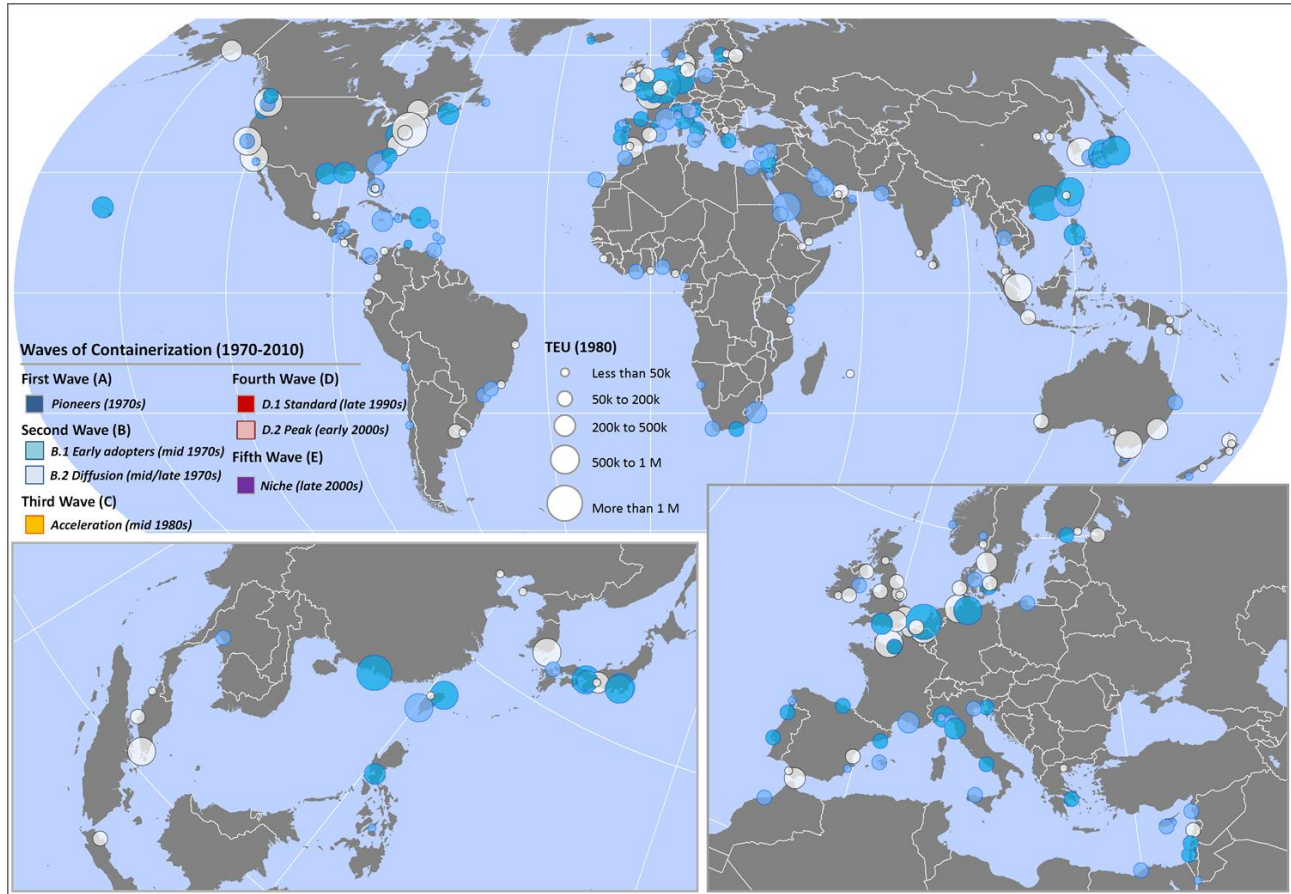 Waves of Containerization (1970-2010)
First Wave (A)
Pioneers (1970s)
Second Wave (B)
B.1 Early adopters (mid 1970s)
B.2 Diffusion (mid/late 1970s)
Third Wave (C)
Acceleration (mid 1980s)
Fourth Wave (D)
D.1 Standard (late 1990s)
D.2 Peak (early 2000s)
Fifth Wave (E)
Niche (late 2000s)
TEU (1980)
Less than 50k
50k to 200k
200k to 500k
500k to 1 M
More than 1 M